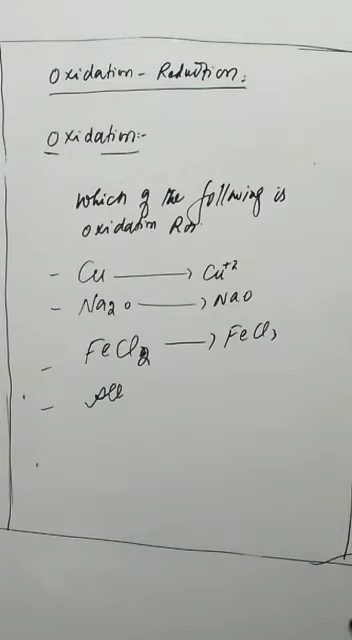 Oxidation - Reduction.
Oxidation:-
Which of the following is
oxidation Rxn
- Cu ⟶ Cu⁺²
- Na₂O ⟶ NaO
- FeCl₂ ⟶ FeCl₃
- All